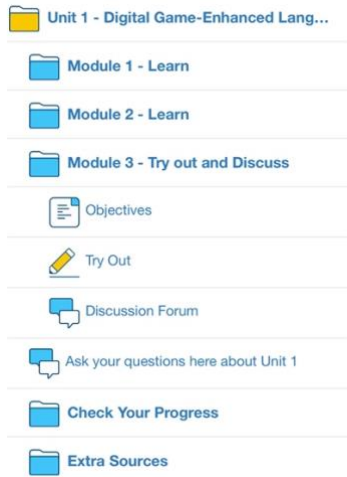 Unit 1 - Digital Game-Enhanced Lang...
Module 1 - Learn
Module 2 - Learn
Module 3 - Try out and Discuss
Objectives
Try Out
Discussion Forum
Ask your questions here about Unit 1
Check Your Progress
Extra Sources